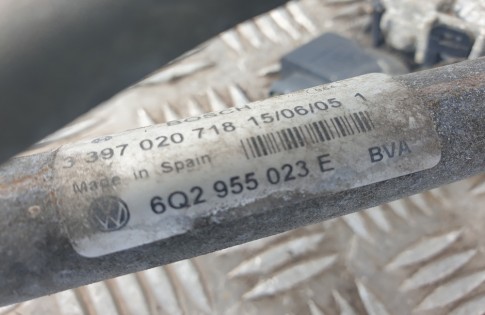 BOSCH
3 397 020 718 15/06/05 1
Made in Spain
6Q2 955 023 E BVA